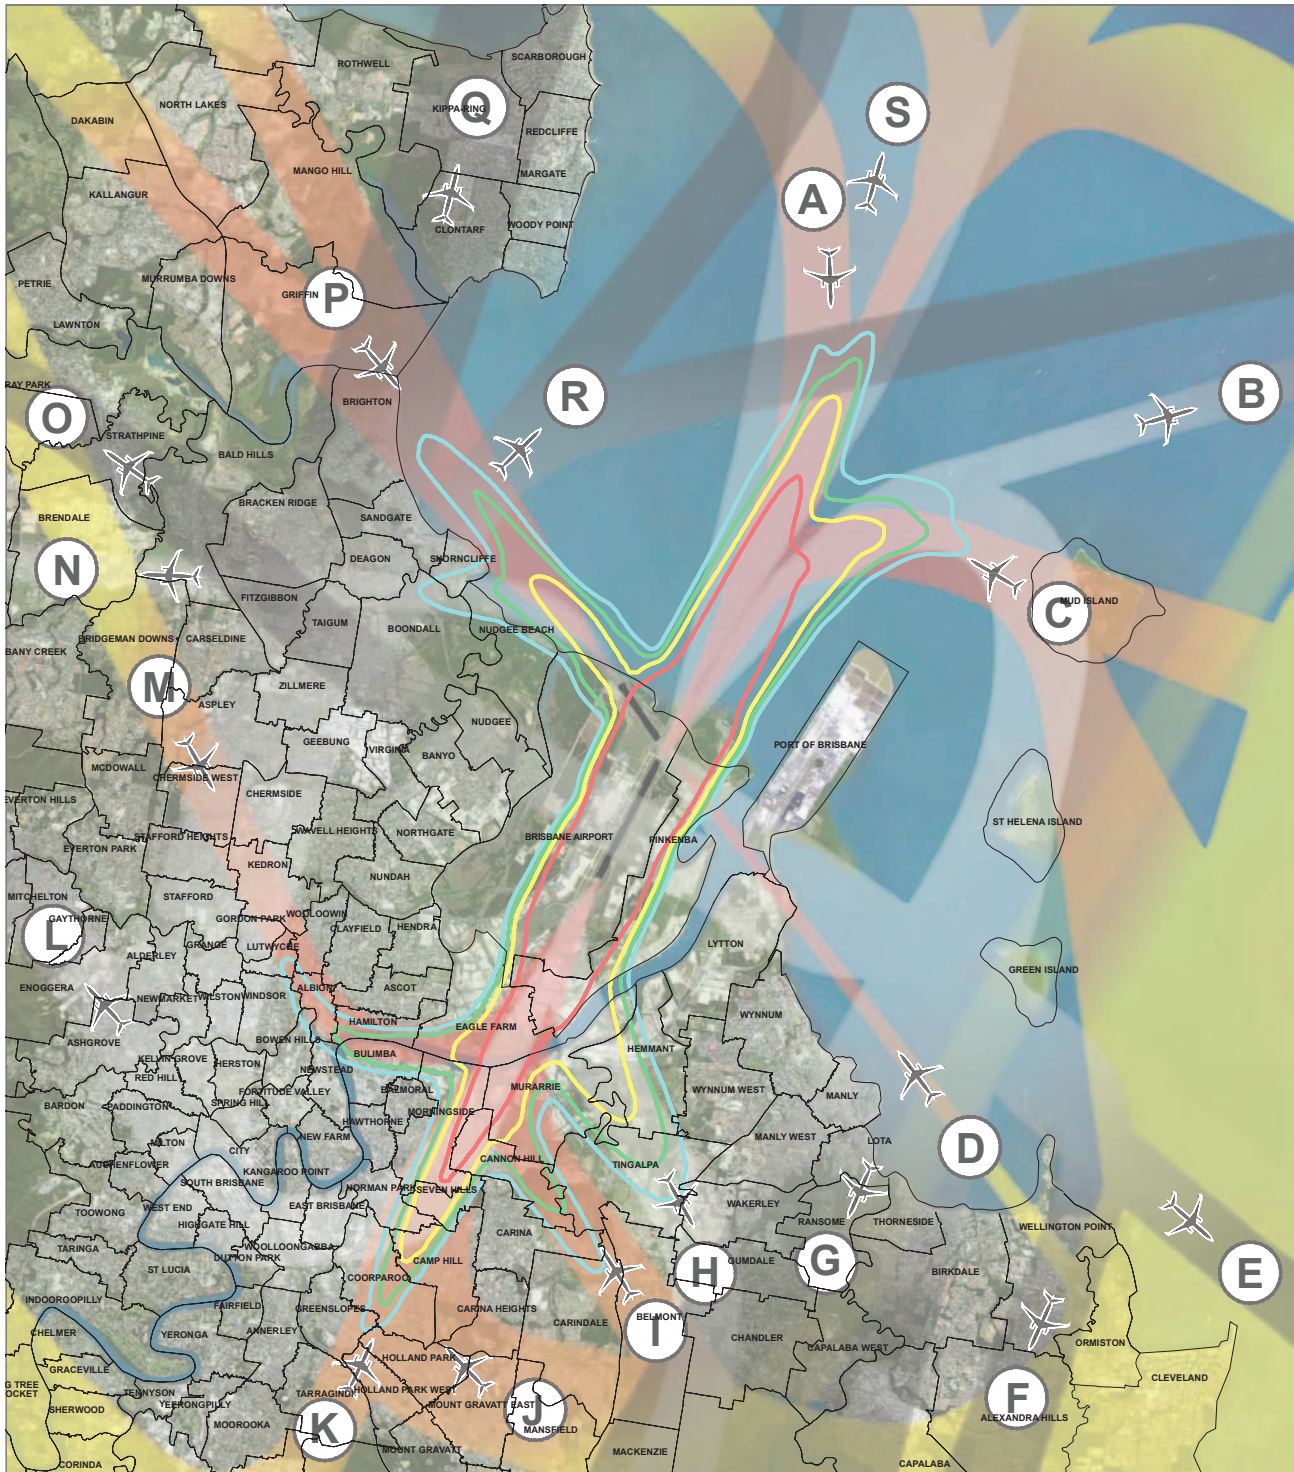 SCARBOROUGH
ROTHWELL
NORTH LAKES
KIPPA-RING
Q
S
DAKABIN
REDCLIFFE
MANGO HILL
MARGATE
KALLANGUR
A
CLONTARF
WOODY POINT
MURRUMBA DOWNS
PETRIE
GRIFFIN
P
LAWNTON
RAY PARK
B
R
BRIGHTON
O
STRATHPINE
BALD HILLS
BRACKEN RIDGE
BRENDALE
SANDGATE
DEAGON
SHORNCLIFFE
N
FITZGIBBON
MUD ISLAND
C
TAIGUM
BOONDALL
NUDGEE BEACH
BRIDGEMAN DOWNS
CARSELDINE
BANY CREEK
M
ZILLMERE
ASPLEY
NUDGEE
GEEBUNG
VIRGINIA
BANYO
PORT OF BRISBANE
MCDOWALL
CHERMSIDE WEST
CHERMSIDE
EVERTON HILLS
ST HELENA ISLAND
STAFFORD HEIGHTS
WAVELL HEIGHTS
NORTHGATE
BRISBANE AIRPORT
PINKENBA
EVERTON PARK
KEDRON
NUNDAH
MITCHELTON
STAFFORD
GAYTHORNE
GORDON PARK
WOOLOOWIN
CLAYFIELD
HENDRA
L
GRANGE
LUTWYCHE
LYTTON
ALDERLEY
GREEN ISLAND
ENOGGERA
ALBION
ASCOT
NEWMARKET
WILSTON
WINDSOR
WYNNUM
HAMILTON
EAGLE FARM
ASHGROVE
BOWEN HILLS
HEMMANT
BULIMBA
KELVIN GROVE
HERSTON
NEWSTEAD
RED HILL
MURARRIE
WYNNUM WEST
BALMORAL
FORTITUDE VALLEY
MANLY
BARDON
PADDINGTON
SPRING HILL
MORNINGSIDE
HAWTHORNE
NEW FARM
MANLY WEST
MILTON
LOTA
CITY
D
AUCHENFLOWER
CANNON HILL
TINGALPA
KANGAROO POINT
SOUTH BRISBANE
NORMAN PARK
SEVEN HILLS
WAKERLEY
WEST END
EAST BRISBANE
TOOWONG
HIGHGATE HILL
RANSOME
THORNESIDE
WELLINGTON POINT
CARINA
TARINGA
WOOLLOONGABBA
DUTTON PARK
CAMP HILL
GUMDALE
G
ST LUCIA
BIRKDALE
H
E
COORPAROO
INDOOROOPILLY
FAIRFIELD
GREENSLOPES
CARINA HEIGHTS
BELMONT
CARINDALE
I
CHELMER
YERONGA
ANNERLEY
CHANDLER
CAPALABA WEST
ORMISTON
HOLLAND PARK
GRACEVILLE
CLEVELAND
G TREE
OCKET
TENNYSON
TARRAGINDI
HOLLAND PARK WEST
SHERWOOD
YEERONGPILLY
MOUNT GRAVATT EAST
F
J
ALEXANDRA HILLS
MOOROOKA
K
MANSFIELD
MOUNT GRAVATT
MACKENZIE
CORINDA
CAPALABA